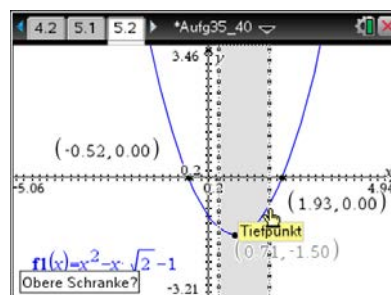 4.2 5.1 5.2 *Aufg35_40
3.46 y
(-0.52, 0.00)
0.2
-5.06 0.2 4.94
(1.93, 0.00)
Tiefpunkt
f1(x)=x²-x·√2-1 (0.71, -1.50)
Obere Schranke?
-3.21